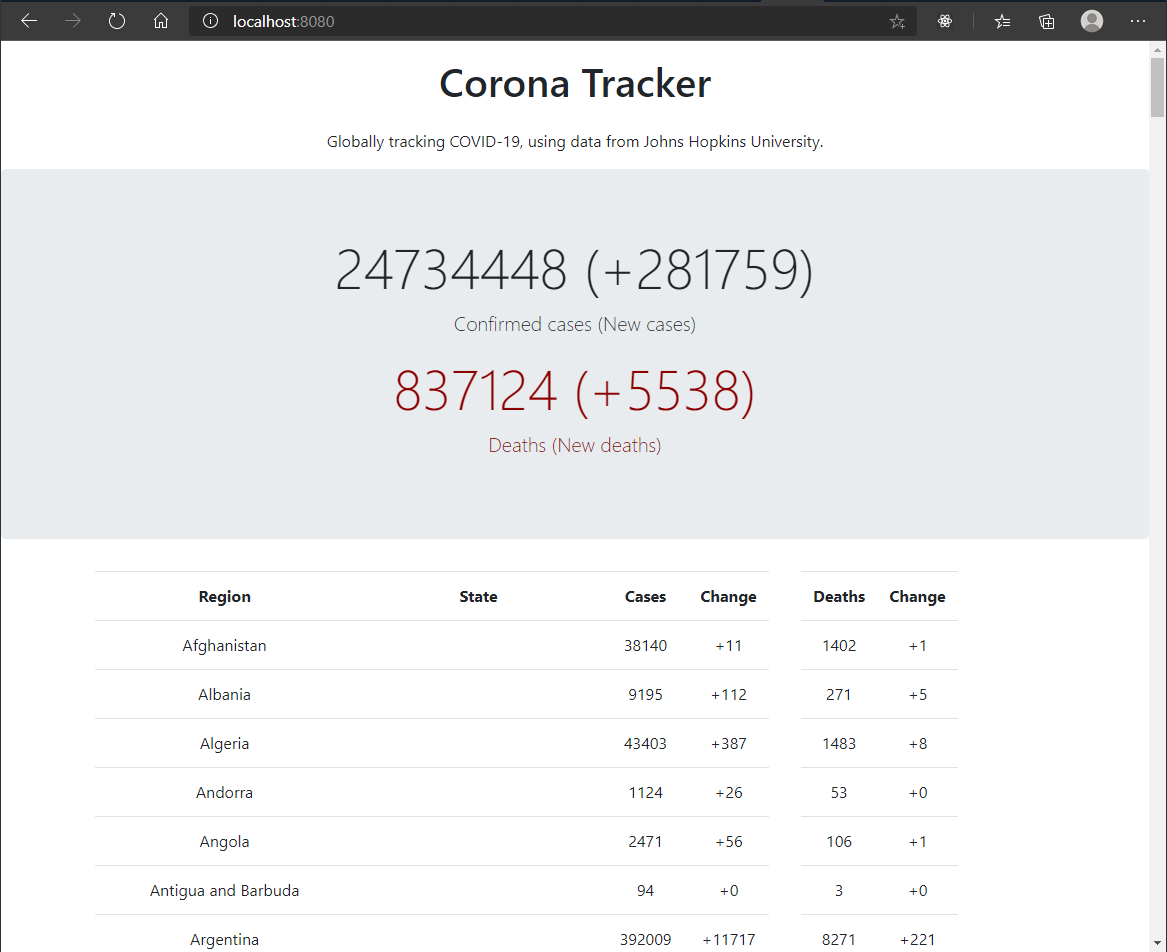 localhost:8080
Corona Tracker
Globally tracking COVID-19, using data from Johns Hopkins University.
24734448 (+281759)
Confirmed cases (New cases)
837124 (+5538)
Deaths (New deaths)
Region State Cases Change Deaths Change
Afghanistan 38140 +11 1402 +1
Albania 9195 +112 271 +5
Algeria 43403 +387 1483 +8
Andorra 1124 +26 53 +0
Angola 2471 +56 106 +1
Antigua and Barbuda 94 +0 3 +0
Argentina 392009 +11717 8271 +221